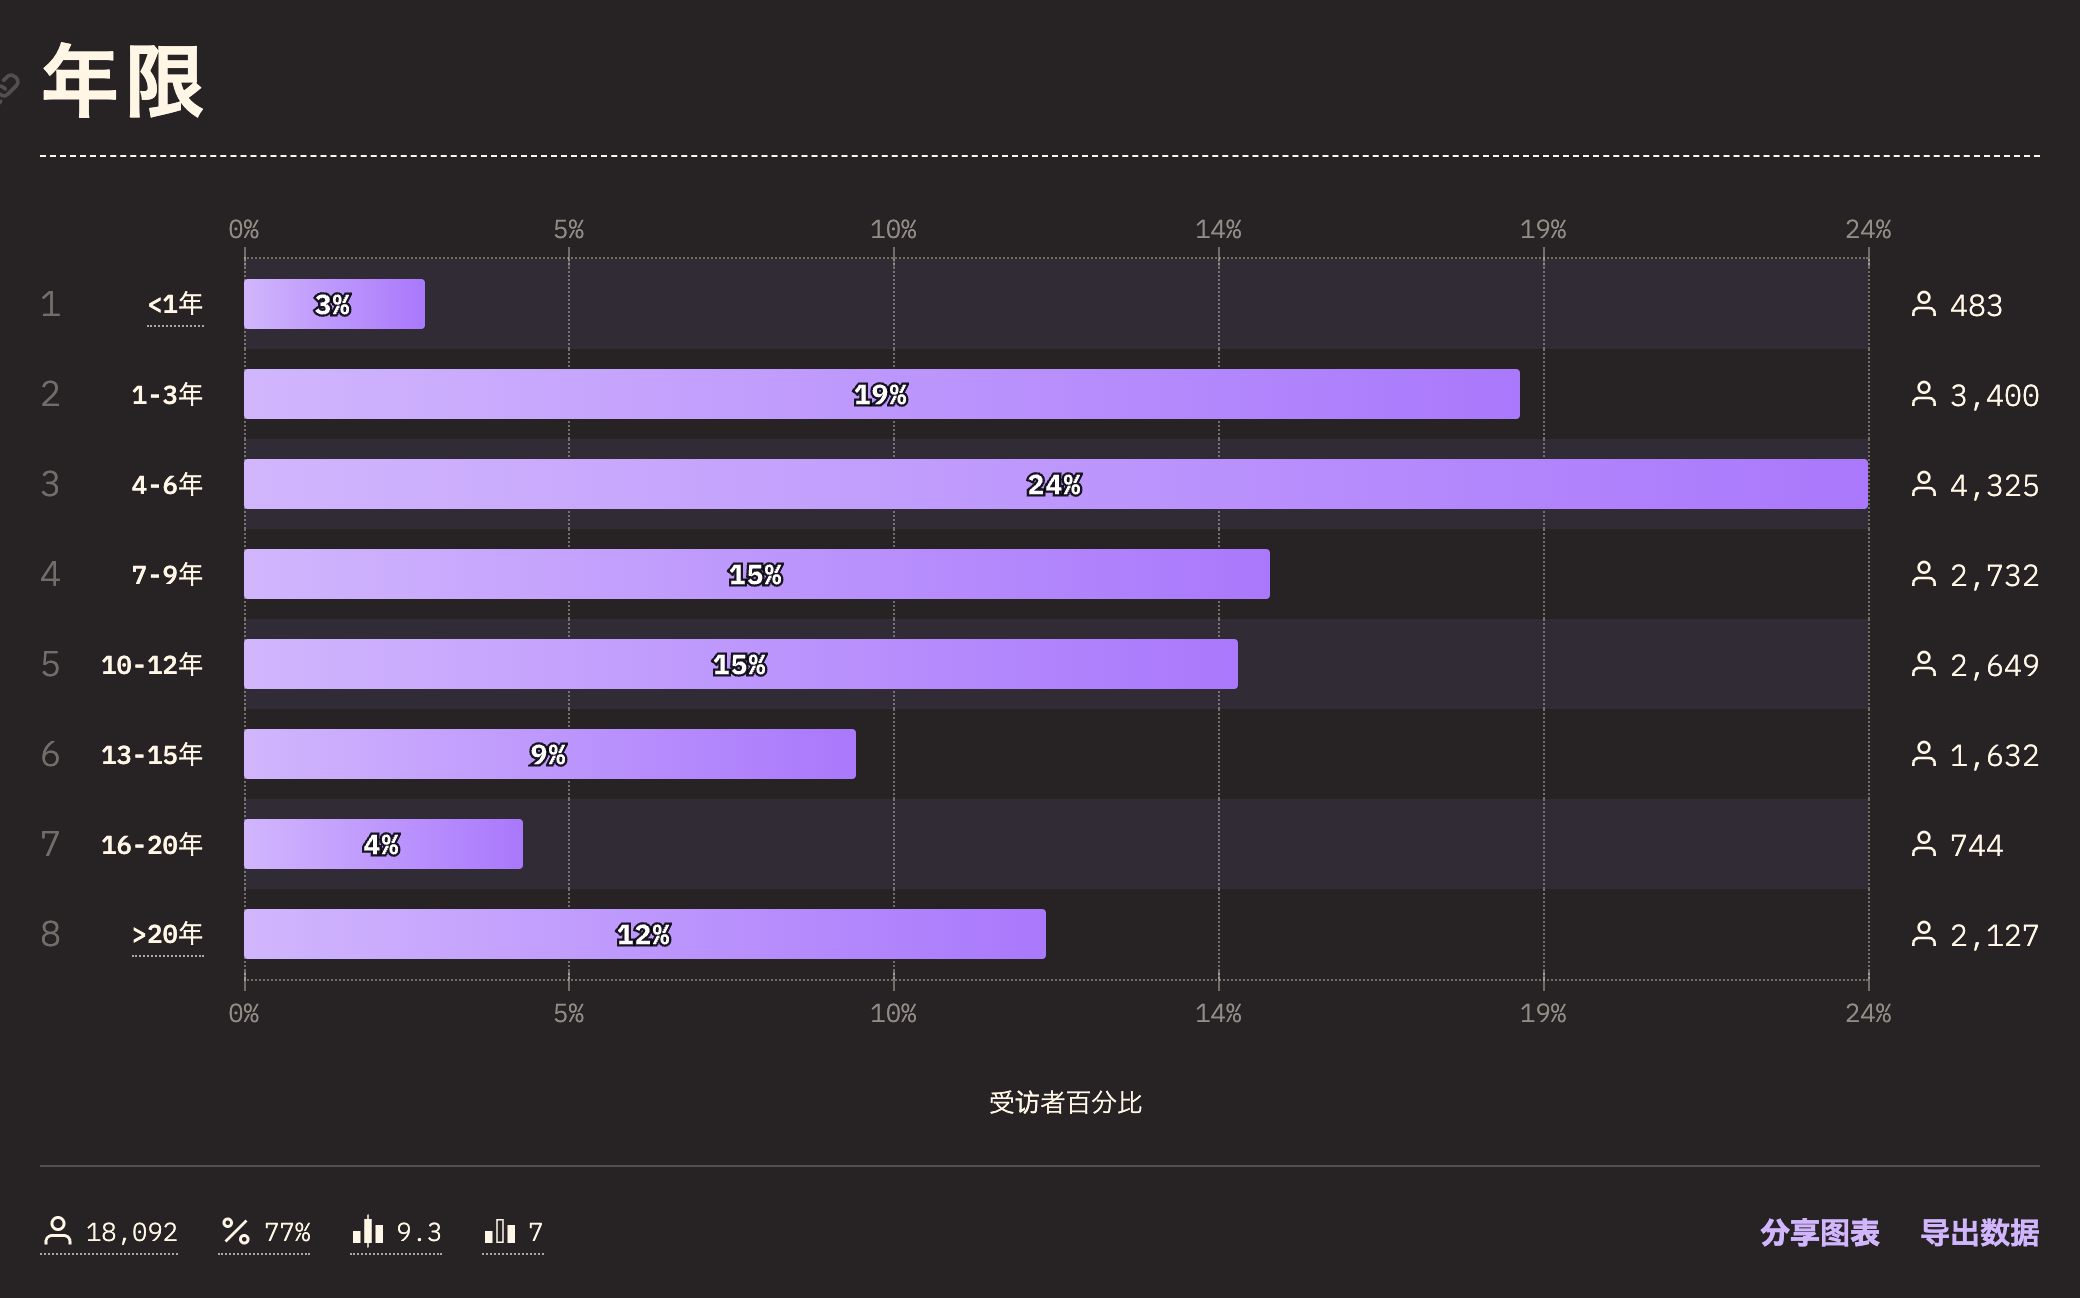 年限
0% 5% 10% 14% 19% 24%
1 <1年 3% 483
2 1-3年 19% 3,400
3 4-6年 24% 4,325
4 7-9年 15% 2,732
5 10-12年 15% 2,649
6 13-15年 9% 1,632
7 16-20年 4% 744
8 >20年 12% 2,127
0% 5% 10% 14% 19% 24%
受访者百分比
18,092 77% 9.3 7 分享图表 导出数据